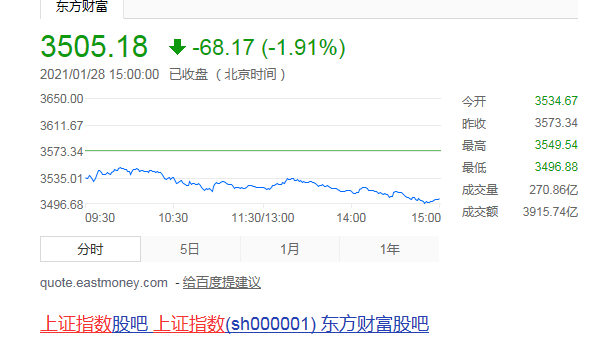 东方财富
3505.18 -68.17 (-1.91%)
2021/01/28 15:00:00 已收盘 (北京时间)
3650.00
3611.67
3573.34
3535.01
3496.68
09:30 10:30 11:30/13:00 14:00 15:00
今开 3534.67
昨收 3573.34
最高 3549.54
最低 3496.88
成交量 270.86亿
成交额 3915.74亿
分时 5日 1月 1年
quote.eastmoney.com - 给百度提建议
上证指数股吧_上证指数(sh000001)_东方财富股吧